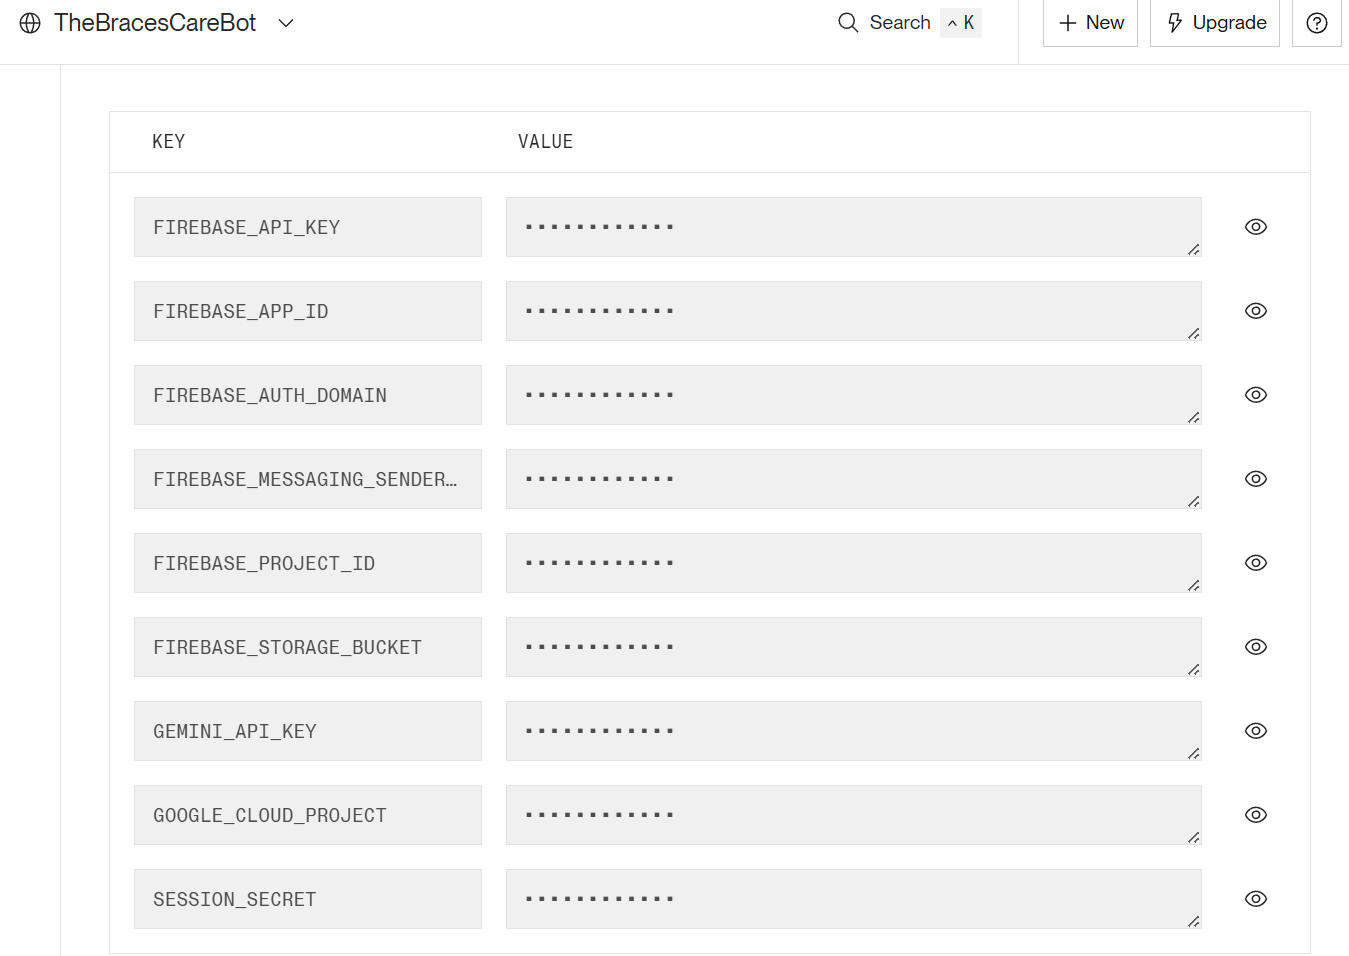 TheBracesCareBot
Search ^ K
+ New
Upgrade
?
KEY VALUE
FIREBASE_API_KEY ············
FIREBASE_APP_ID ············
FIREBASE_AUTH_DOMAIN ············
FIREBASE_MESSAGING_SENDER… ············
FIREBASE_PROJECT_ID ············
FIREBASE_STORAGE_BUCKET ············
GEMINI_API_KEY ············
GOOGLE_CLOUD_PROJECT ············
SESSION_SECRET ············